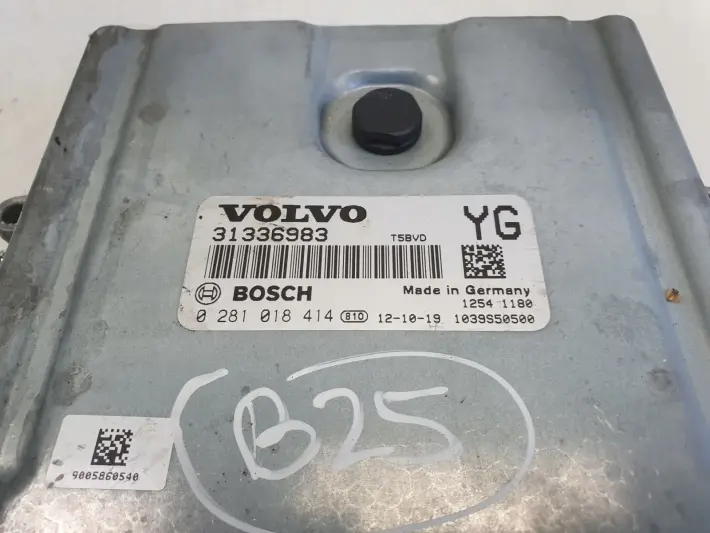 VOLVO YG
31336983 T5BVD
BOSCH Made in Germany
1254 1180
0 281 018 414 810 12-10-19 1039S50500
B25
9005860540